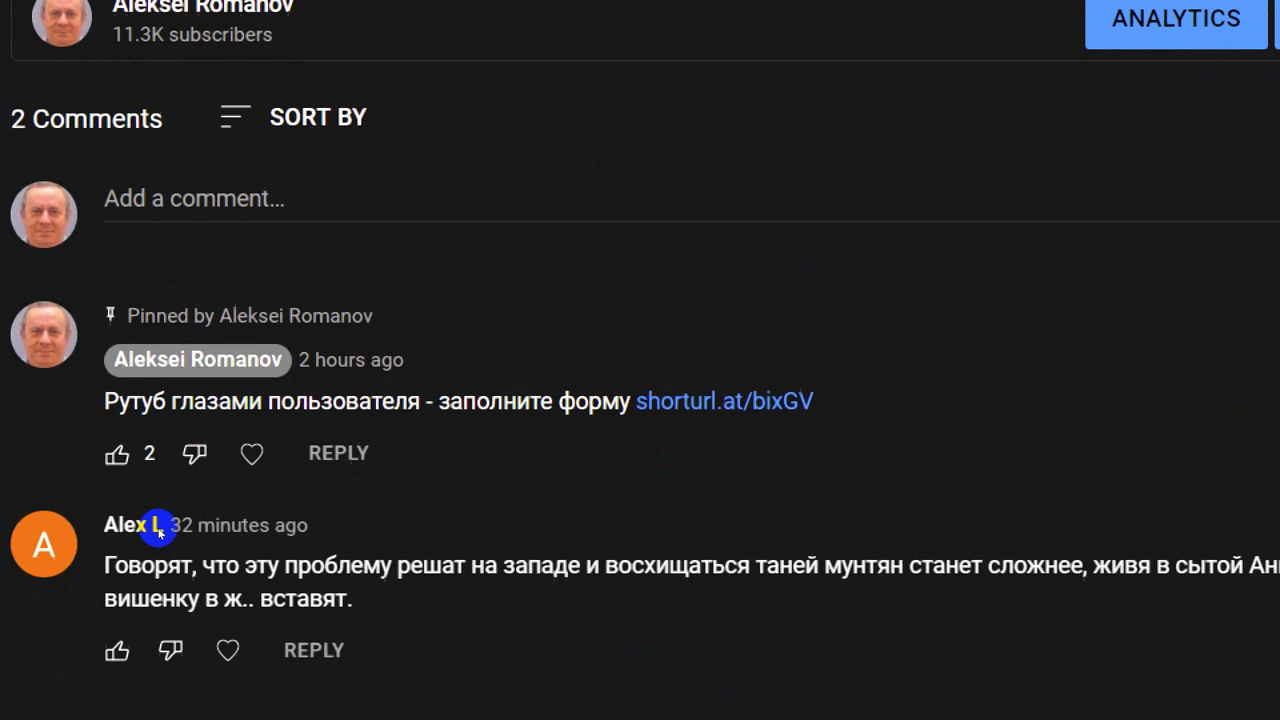 Aleksei Romanov
11.3K subscribers
ANALYTICS
2 Comments
SORT BY
Add a comment...
Pinned by Aleksei Romanov
Aleksei Romanov 2 hours ago
Рутуб глазами пользователя - заполните форму shorturl.at/bixGV
2
REPLY
A
Alex L 32 minutes ago
Говорят, что эту проблему решат на западе и восхищаться таней мунтян станет сложнее, живя в сытой
вишенку в ж.. вставят.
REPLY